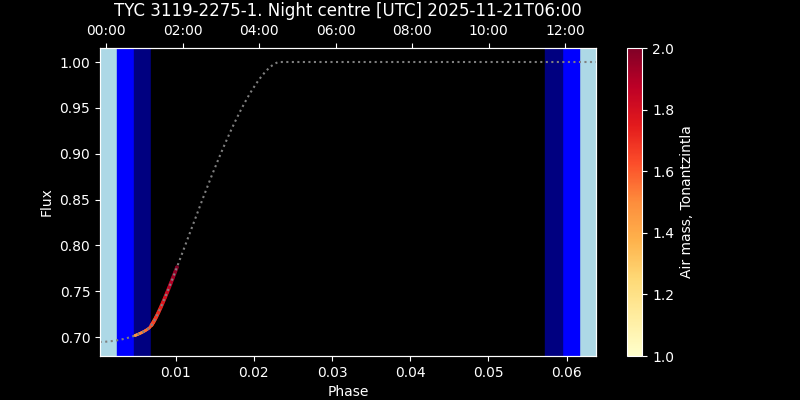 TYC 3119-2275-1. Night centre [UTC] 2025-11-21T06:00
00:00 02:00 04:00 06:00 08:00 10:00 12:00
1.00
0.95
0.90
0.85
0.80
0.75
0.70
Flux
0.01 0.02 0.03 0.04 0.05 0.06
Phase
2.0
1.8
1.6
1.4
1.2
1.0
Air mass, Tonantzintla